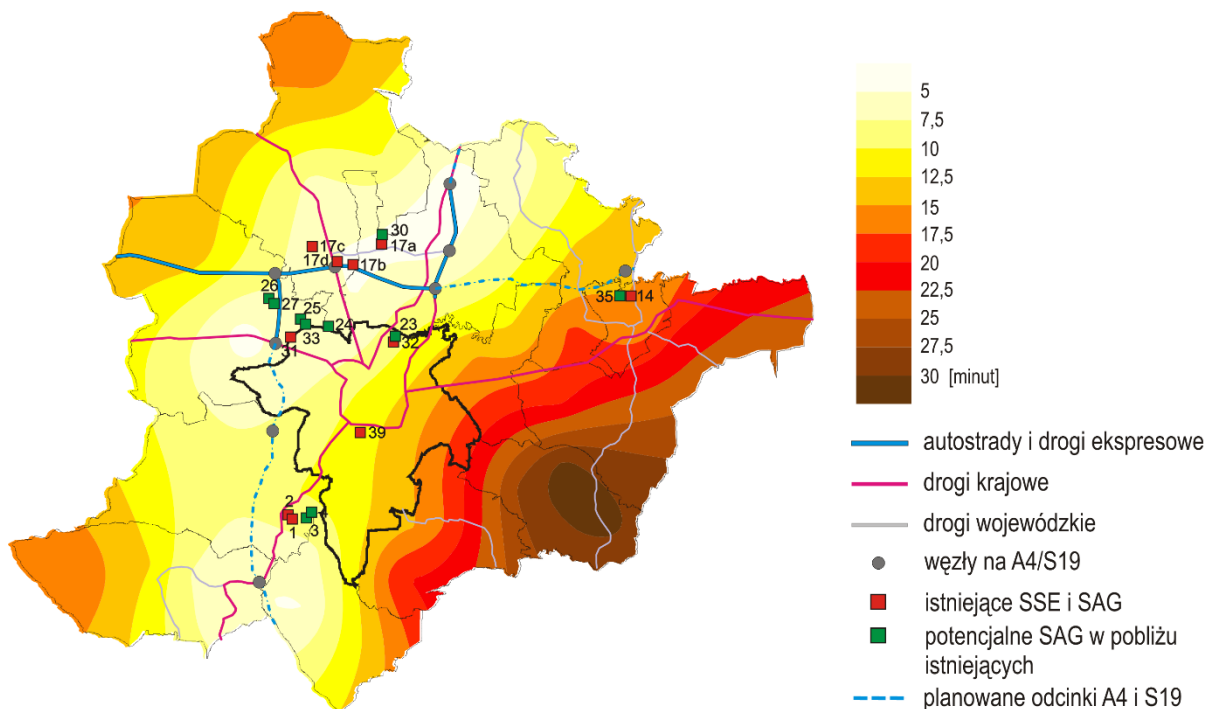 5
7,5
10
12,5
15
17,5
20
22,5
25
27,5
30 [minut]
30
17c
17a
17d
17b
26
27
25
24
23
35
14
33
31
32
39
2
1
3
autostrady i drogi ekspresowe
drogi krajowe
drogi wojewódzkie
węzły na A4/S19
istniejące SSE i SAG
potencjalne SAG w pobliżu
istniejących
planowane odcinki A4 i S19